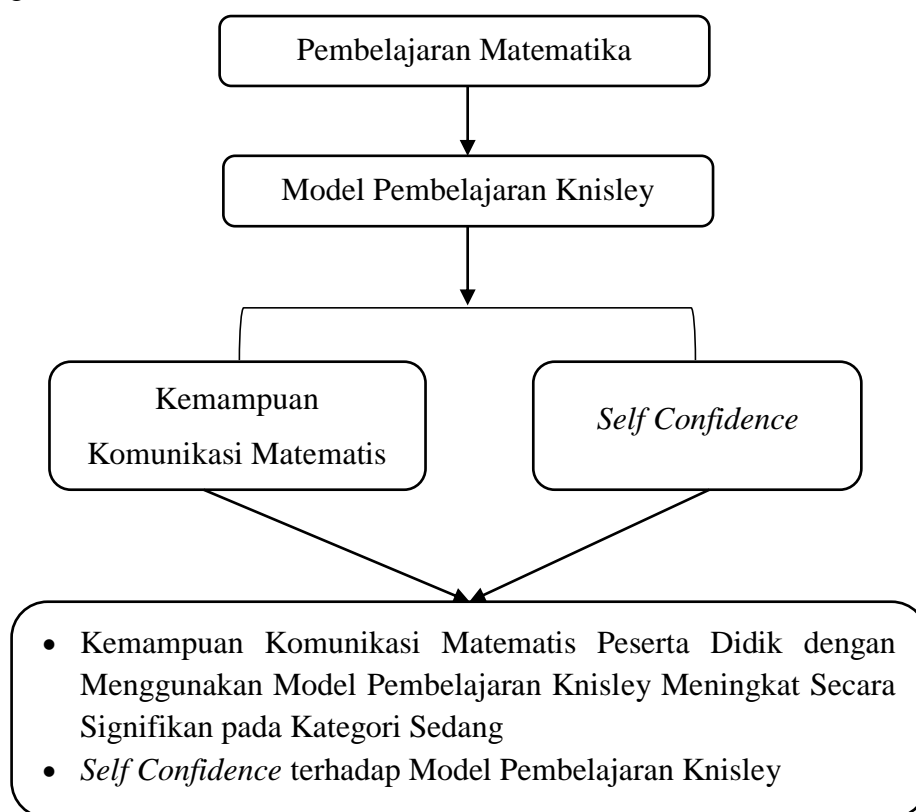 Pembelajaran Matematika
Model Pembelajaran Knisley
Kemampuan
Komunikasi Matematis
Self Confidence
• Kemampuan Komunikasi Matematis Peserta Didik dengan
Menggunakan Model Pembelajaran Knisley Meningkat Secara
Signifikan pada Kategori Sedang
• Self Confidence terhadap Model Pembelajaran Knisley